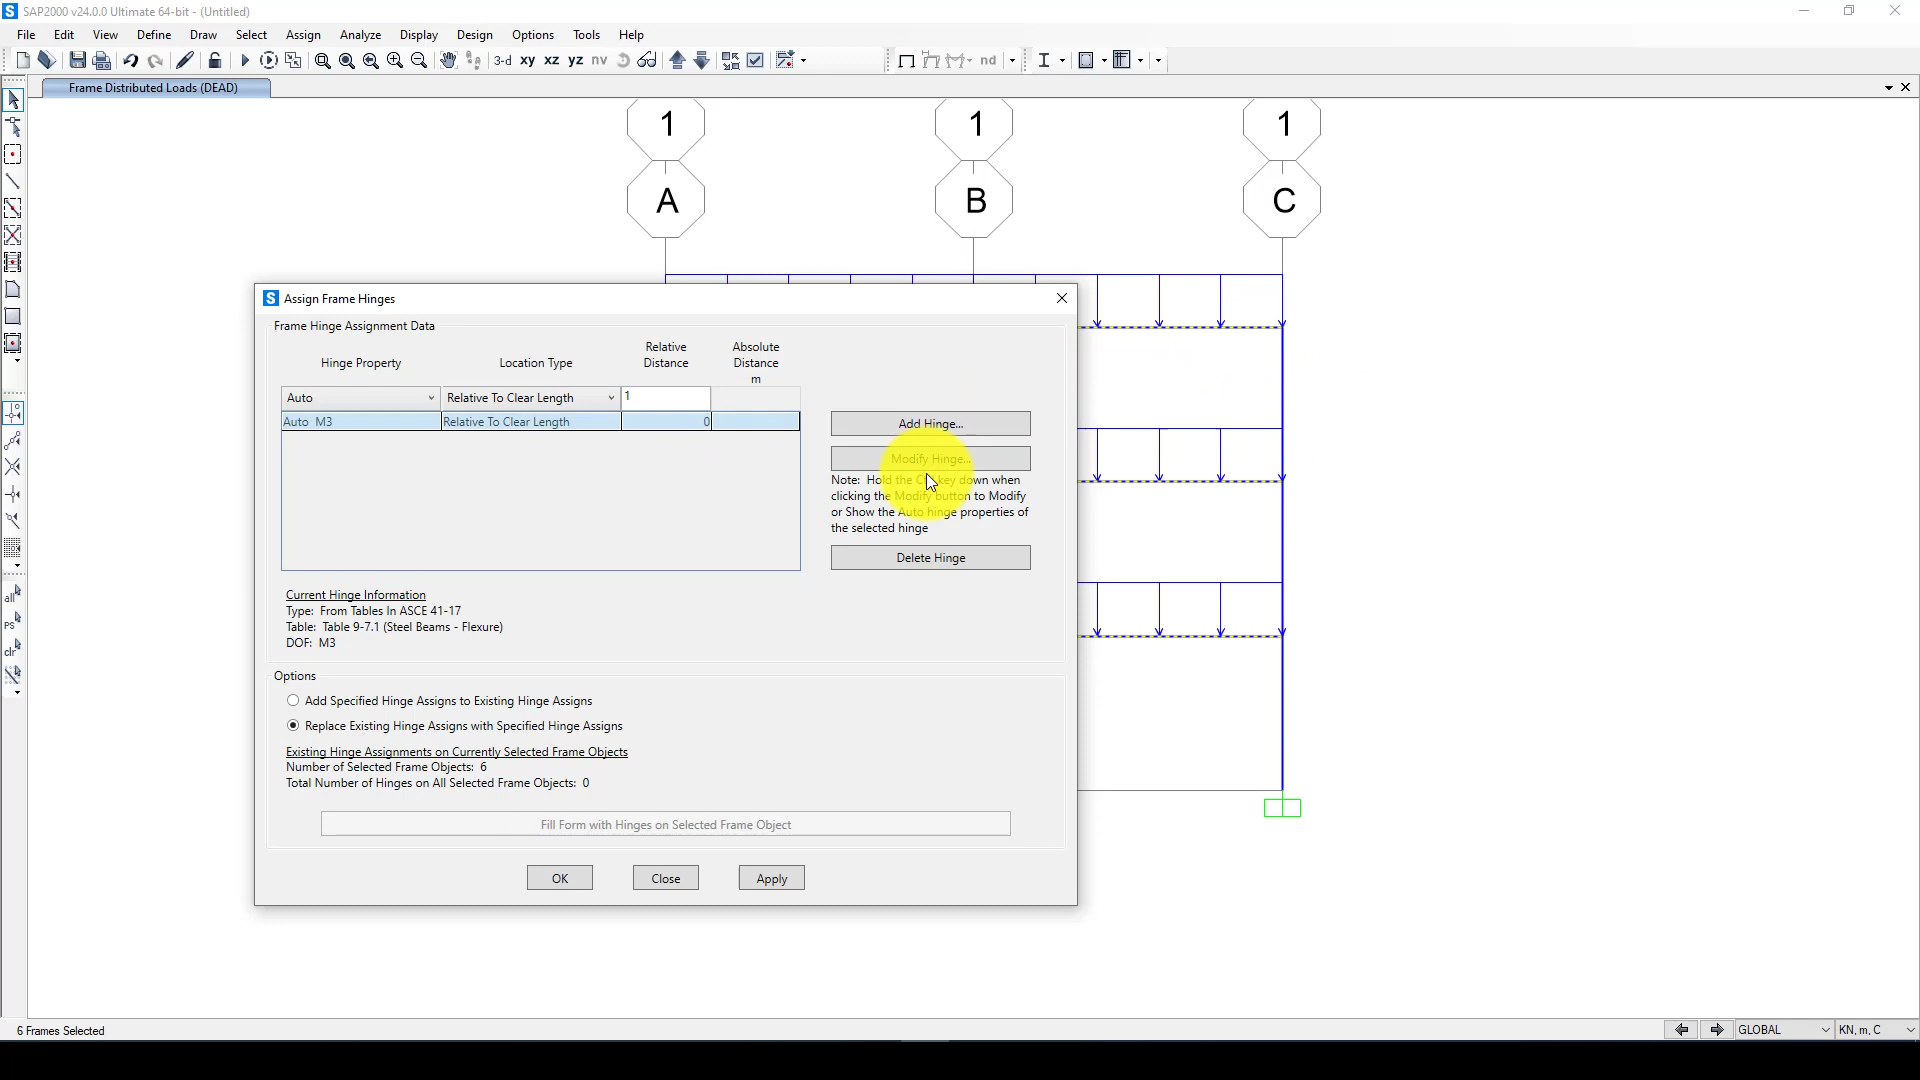 SAP2000 v24.0.0 Ultimate 64-bit - (Untitled)
File Edit View Define Draw Select Assign Analyze Display Design Options Tools Help
3-d xy xz yz nv nd
Frame Distributed Loads (DEAD)
1 1 1
A B C
Assign Frame Hinges
Frame Hinge Assignment Data
Hinge Property Location Type Relative Distance Absolute Distance m
Auto Relative To Clear Length 1
Auto M3 Relative To Clear Length 0
Add Hinge...
Modify Hinge...
Note: Hold the key down when
clicking the Modify button to Modify
or Show the Auto hinge properties of
the selected hinge
Delete Hinge
Current Hinge Information
Type: From Tables In ASCE 41-17
Table: Table 9-7.1 (Steel Beams - Flexure)
DOF: M3
Options
Add Specified Hinge Assigns to Existing Hinge Assigns
Replace Existing Hinge Assigns with Specified Hinge Assigns
Existing Hinge Assignments on Currently Selected Frame Objects
Number of Selected Frame Objects: 6
Total Number of Hinges on All Selected Frame Objects: 0
Fill Form with Hinges on Selected Frame Object
OK Close Apply
all
PS
clr
6 Frames Selected
GLOBAL
KN, m, C